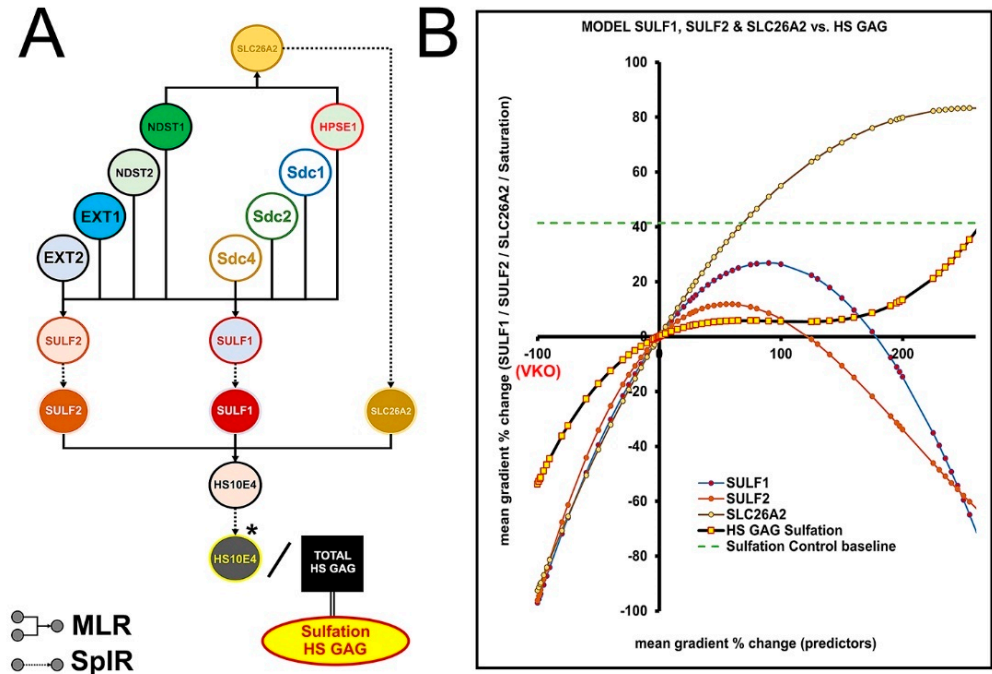 A
SLC26A2
NDST1
HPSE1
NDST2
Sdc1
EXT1
Sdc2
EXT2
Sdc4
SULF2
SULF1
SULF2
SULF1
SLC26A2
HS10E4
*
HS10E4
/
TOTAL
HS GAG
Sulfation
HS GAG
MLR
SplR
B
MODEL SULF1, SULF2 & SLC26A2 vs. HS GAG
mean gradient % change (SULF1 / SULF2 / SLC26A2 / Saturation)
100
80
60
40
20
0
-20
-40
-60
-80
-100
-100
0
100
200
(VKO)
SULF1
SULF2
SLC26A2
HS GAG Sulfation
Sulfation Control baseline
mean gradient % change (predictors)